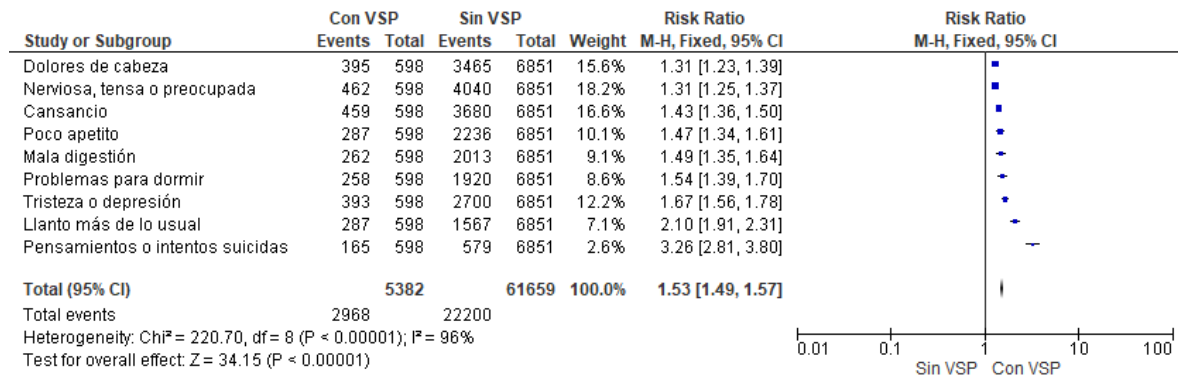 Con VSP Sin VSP Risk Ratio Risk Ratio
Study or Subgroup Events Total Events Total Weight M-H, Fixed, 95% CI M-H, Fixed, 95% CI
Dolores de cabeza 395 598 3465 6851 15.6% 1.31 [1.23, 1.39]
Nerviosa, tensa o preocupada 462 598 4040 6851 18.2% 1.31 [1.25, 1.37]
Cansancio 459 598 3680 6851 16.6% 1.43 [1.36, 1.50]
Poco apetito 287 598 2236 6851 10.1% 1.47 [1.34, 1.61]
Mala digestión 262 598 2013 6851 9.1% 1.49 [1.35, 1.64]
Problemas para dormir 258 598 1920 6851 8.6% 1.54 [1.39, 1.70]
Tristeza o depresión 393 598 2700 6851 12.2% 1.67 [1.56, 1.78]
Llanto más de lo usual 287 598 1567 6851 7.1% 2.10 [1.91, 2.31]
Pensamientos o intentos suicidas 165 598 579 6851 2.6% 3.26 [2.81, 3.80]
Total (95% CI) 5382 61659 100.0% 1.53 [1.49, 1.57]
Total events 2968 22200
Heterogeneity: Chi² = 220.70, df = 8 (P < 0.00001); I² = 96%
Test for overall effect: Z = 34.15 (P < 0.00001)
0.01 0.1 1 10 100
Sin VSP Con VSP